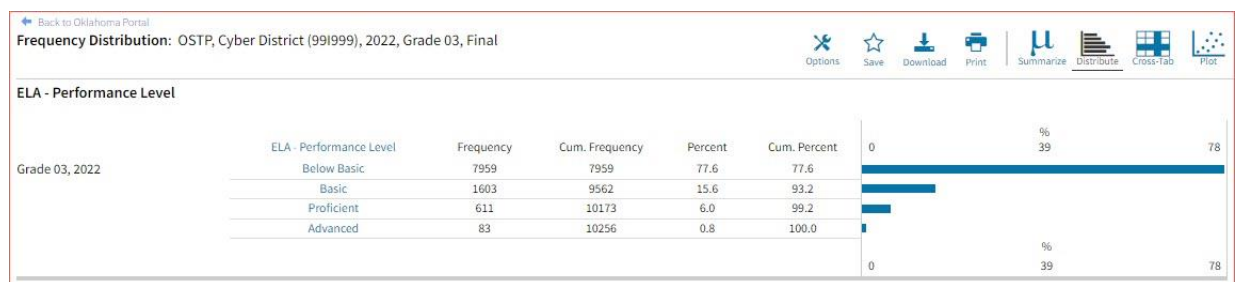 Back to Oklahoma Portal
Frequency Distribution: OSTP, Cyber District (99I999), 2022, Grade 03, Final
Options Save Download Print Summarize Distribute Cross-Tab Plot
ELA - Performance Level
%
ELA - Performance Level Frequency Cum. Frequency Percent Cum. Percent 0 39 78
Grade 03, 2022 Below Basic 7959 7959 77.6 77.6
Basic 1603 9562 15.6 93.2
Proficient 611 10173 6.0 99.2
Advanced 83 10256 0.8 100.0
%
0 39 78